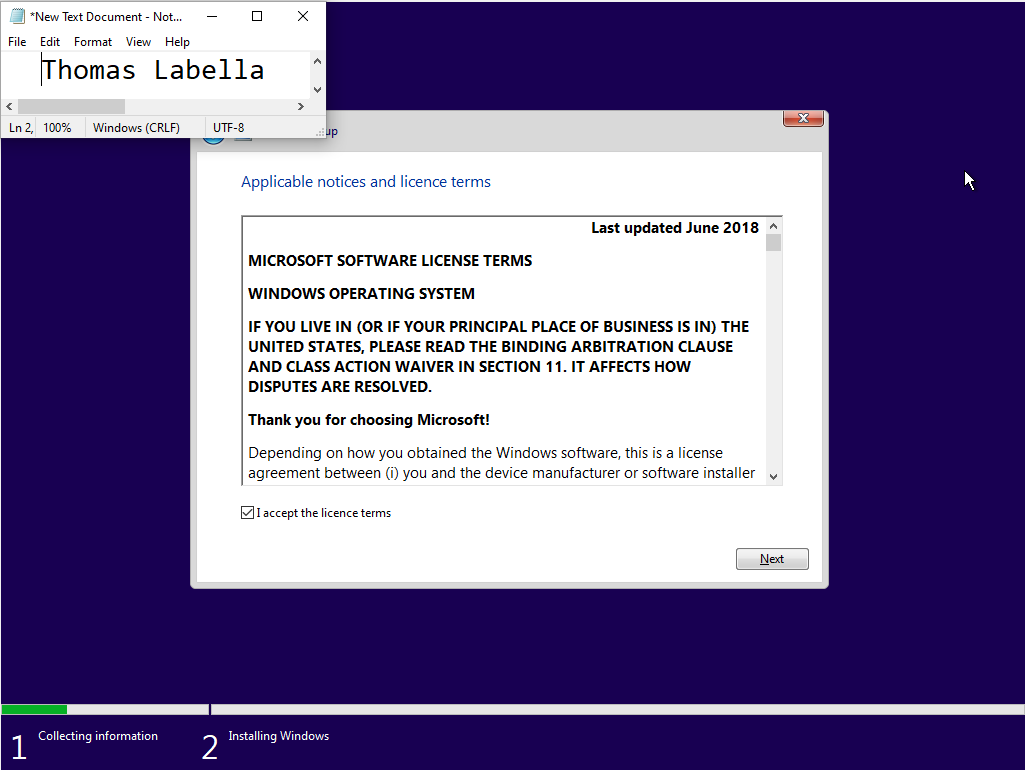 *New Text Document - Not...
File Edit Format View Help
Thomas Labella
Ln 2, 100% Windows (CRLF) UTF-8
up
Applicable notices and licence terms
Last updated June 2018
MICROSOFT SOFTWARE LICENSE TERMS
WINDOWS OPERATING SYSTEM
IF YOU LIVE IN (OR IF YOUR PRINCIPAL PLACE OF BUSINESS IS IN) THE
UNITED STATES, PLEASE READ THE BINDING ARBITRATION CLAUSE
AND CLASS ACTION WAIVER IN SECTION 11. IT AFFECTS HOW
DISPUTES ARE RESOLVED.
Thank you for choosing Microsoft!
Depending on how you obtained the Windows software, this is a license
agreement between (i) you and the device manufacturer or software installer
I accept the licence terms
Next
1 Collecting information 2 Installing Windows